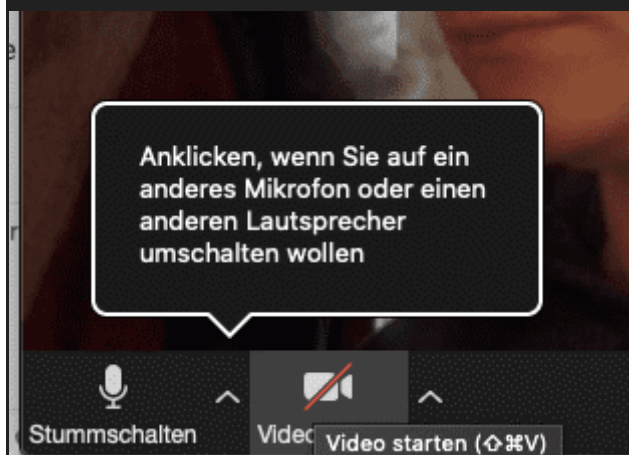 Anklicken, wenn Sie auf ein
anderes Mikrofon oder einen
anderen Lautsprecher
umschalten wollen
Stummschalten
Video starten (⇧⌘V)